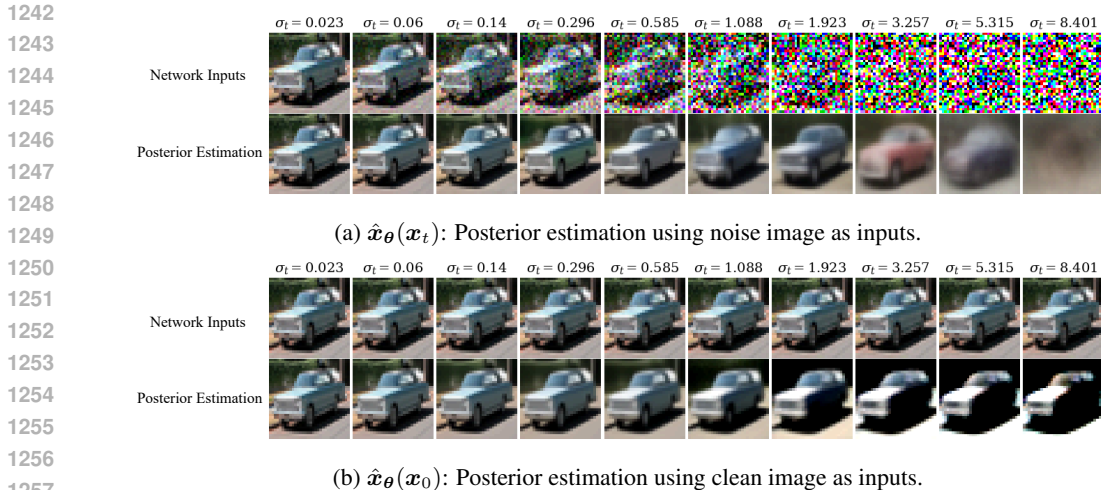 1242
σt = 0.023 σt = 0.06 σt = 0.14 σt = 0.296 σt = 0.585 σt = 1.088 σt = 1.923 σt = 3.257 σt = 5.315 σt = 8.401
1243
1244
Network Inputs
1245
1246
Posterior Estimation
1247
1248
1249
(a) x̂θ(xt): Posterior estimation using noise image as inputs.
1250
σt = 0.023 σt = 0.06 σt = 0.14 σt = 0.296 σt = 0.585 σt = 1.088 σt = 1.923 σt = 3.257 σt = 5.315 σt = 8.401
1251
1252
Network Inputs
1253
1254
Posterior Estimation
1255
1256
1257
(b) x̂θ(x0): Posterior estimation using clean image as inputs.